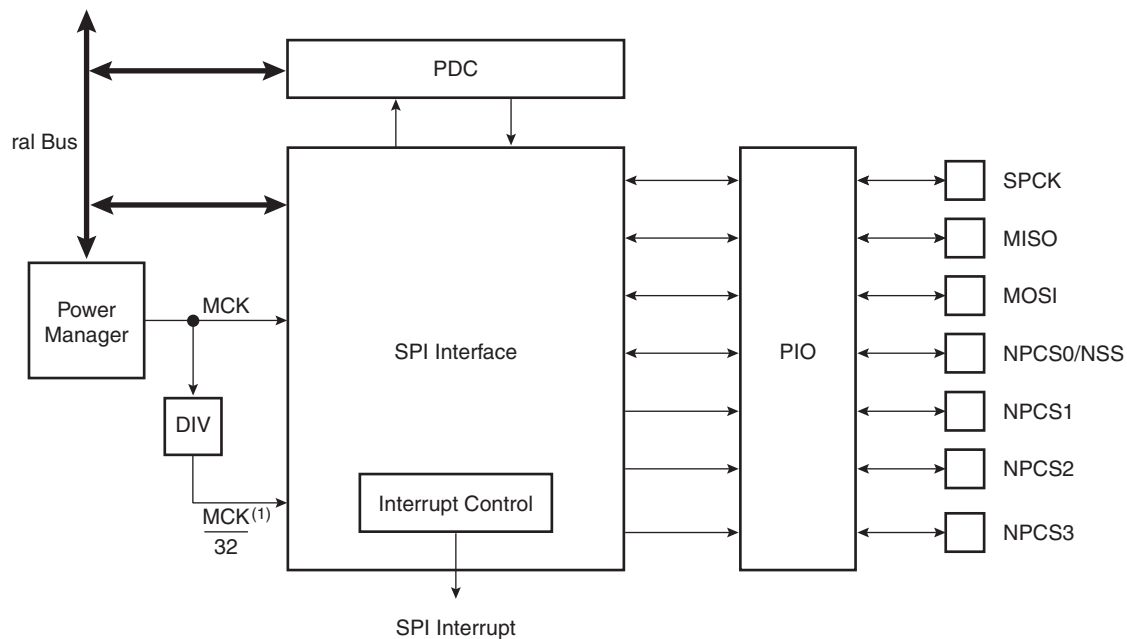 PDC
ral Bus
SPCK
MISO
Power
Manager
MCK
MOSI
SPI Interface
PIO
NPCS0/NSS
DIV
NPCS1
NPCS2
Interrupt Control
MCK(1)
32
NPCS3
SPI Interrupt